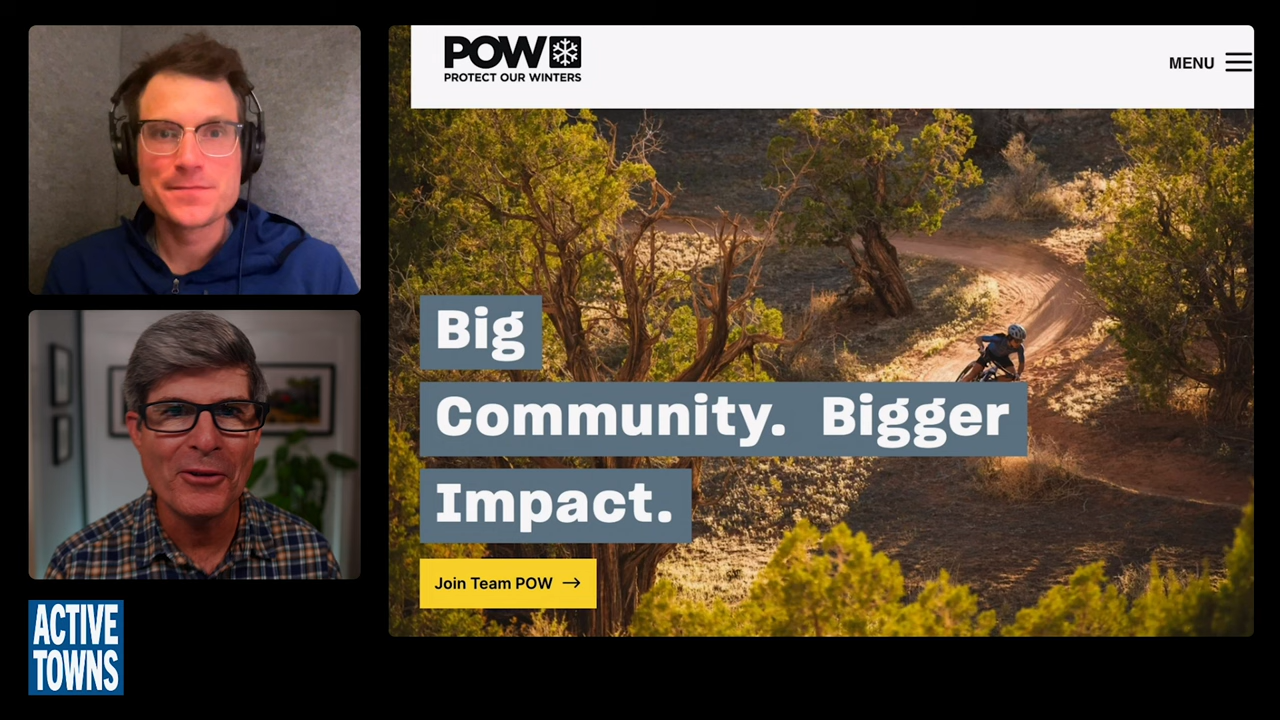 POW
PROTECT OUR WINTERS
MENU
Big
Community. Bigger
Impact.
Join Team POW →
ACTIVE
TOWNS